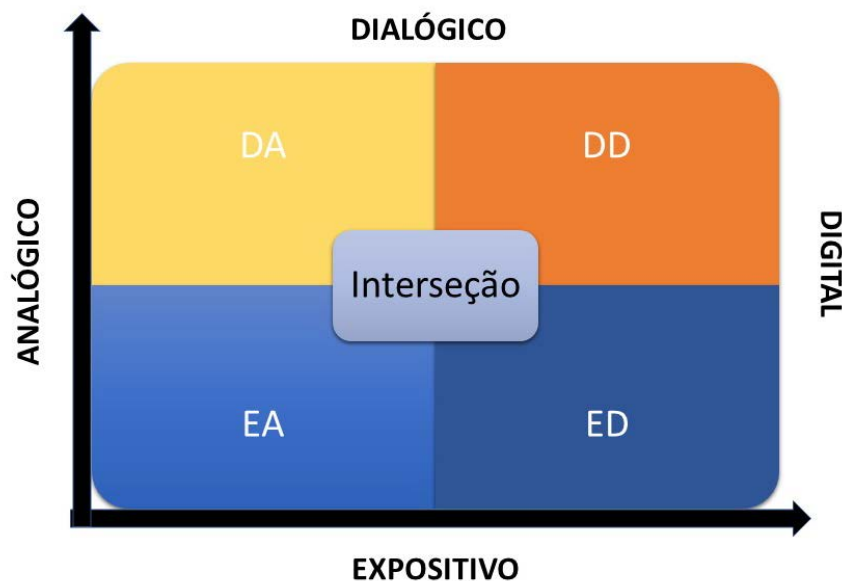 DIALÓGICO
DA
DD
ANALÓGICO
Interseção
DIGITAL
EA
ED
EXPOSITIVO